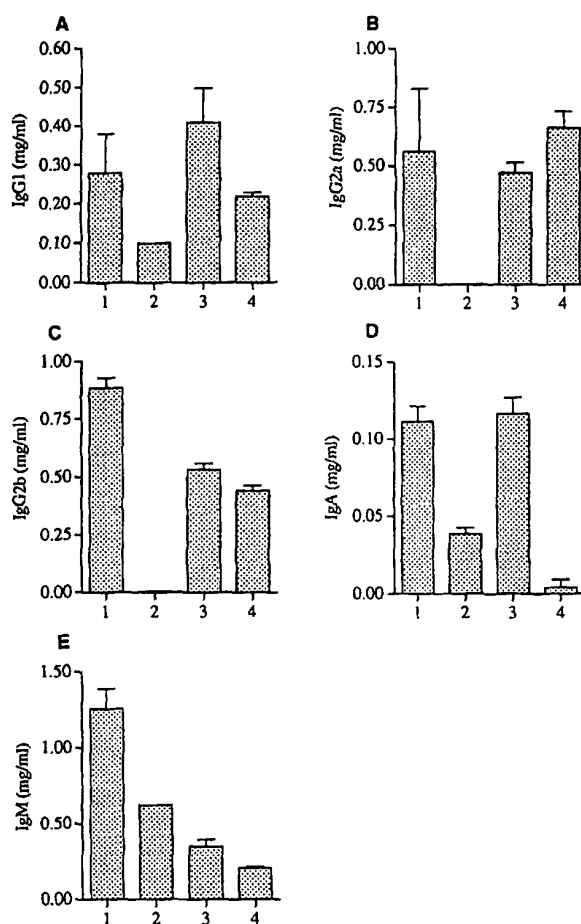 A
0.60
0.50
0.40
0.30
0.20
0.10
0.00
IgG1 (mg/ml)
1 2 3 4
B
1.00
0.75
0.50
0.25
0.00
IgG2a (mg/ml)
1 2 3 4
C
1.00
0.75
0.50
0.25
0.00
IgG2b (mg/ml)
1 2 3 4
D
0.15
0.10
0.05
0.00
IgA (mg/ml)
1 2 3 4
E
1.50
1.00
0.50
0.00
IgM (mg/ml)
1 2 3 4